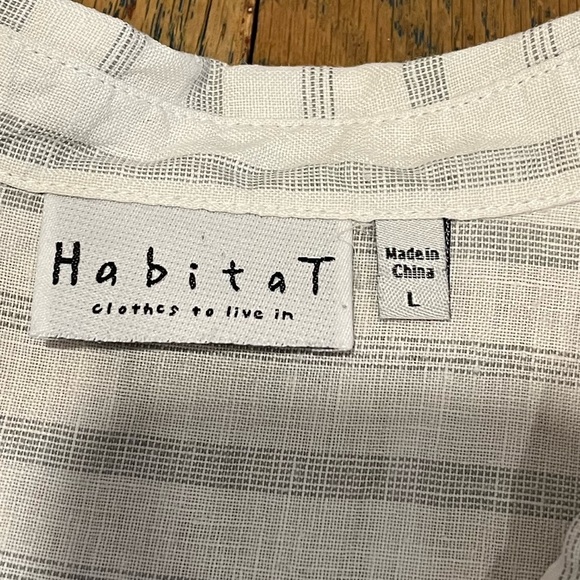 HabitaT
clothes to live in
Made in
China
L